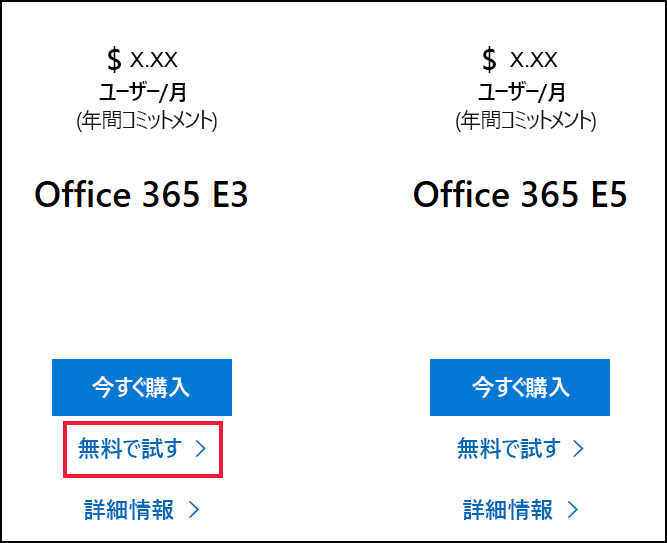 $ X.XX
ユーザー/月
(年間コミットメント)
Office 365 E3
今すぐ購入
無料で試す >
詳細情報 >
$ X.XX
ユーザー/月
(年間コミットメント)
Office 365 E5
今すぐ購入
無料で試す >
詳細情報 >